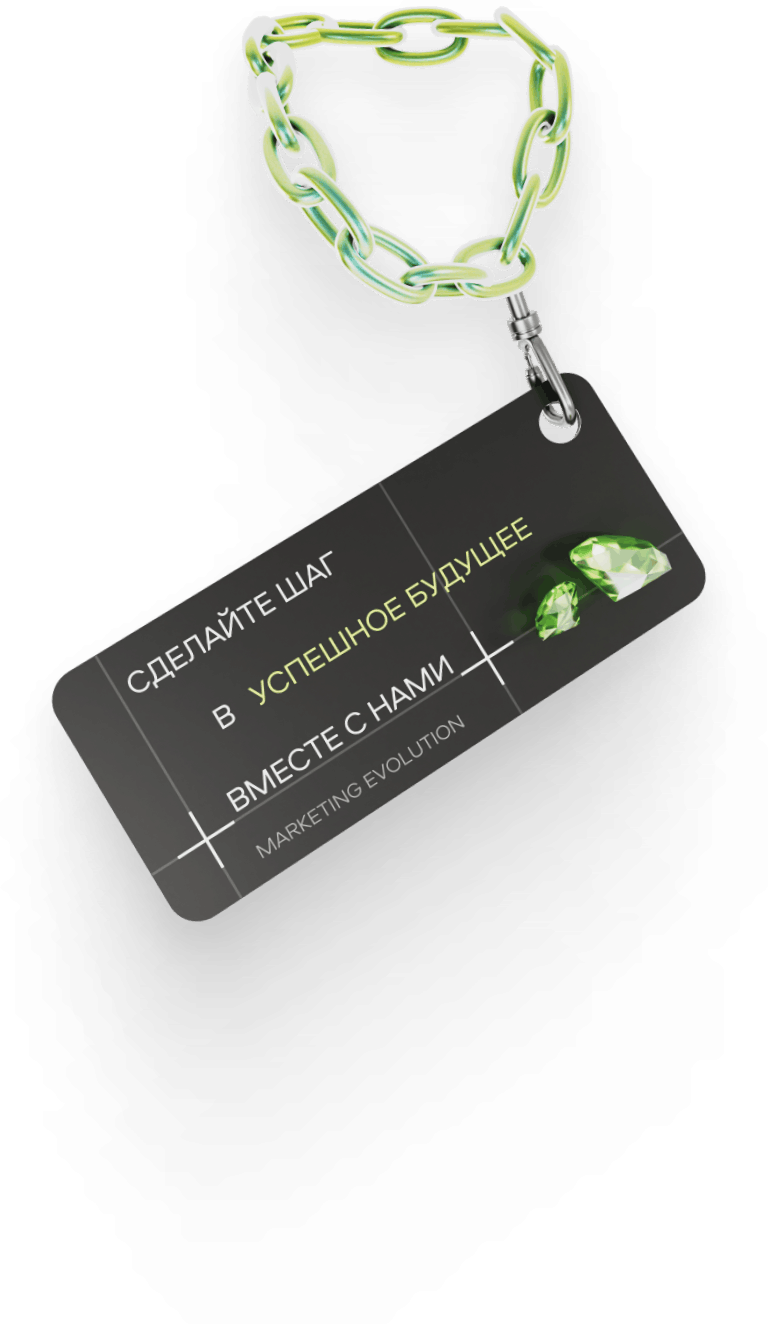 СДЕЛАЙТЕ ШАГ
В УСПЕШНОЕ БУДУЩЕЕ
ВМЕСТЕ С НАМИ
MARKETING EVOLUTION